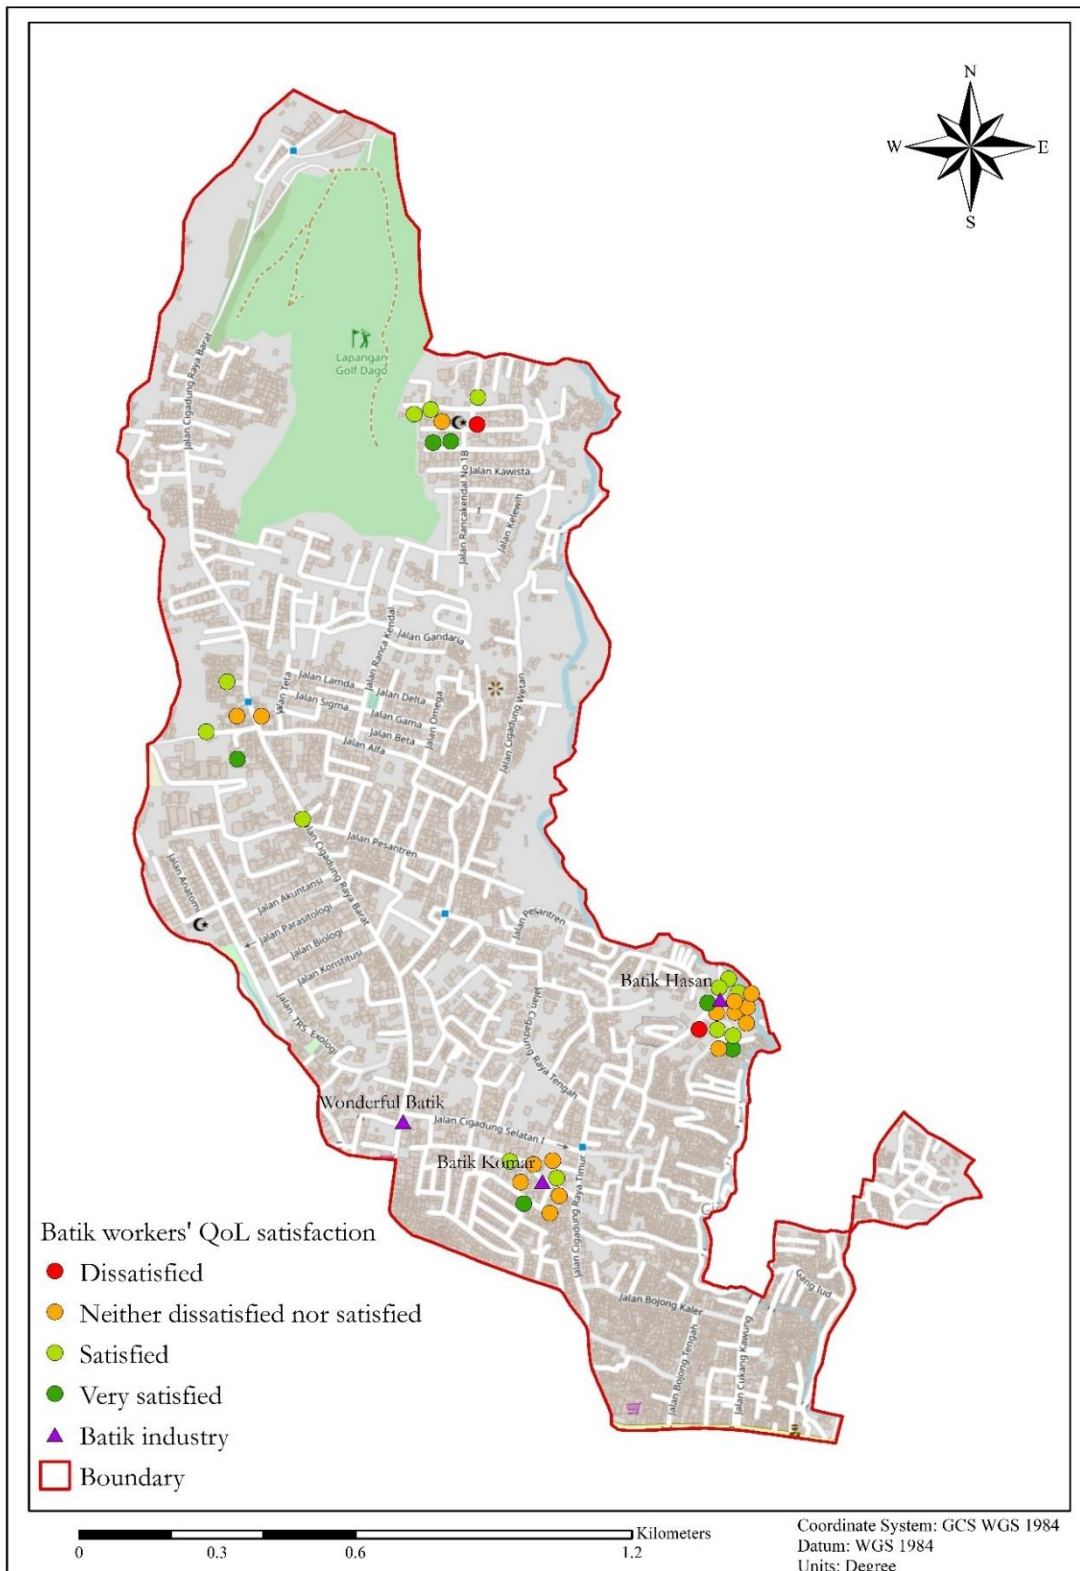 N
W
E
S
Jalan Cigadung Raya Barat
Lapangan
Golf Dago
Jalan Kawista
Jalan Rancakendal No.1B
Jalan Kelewih
Jalan Ranca Kendal
Jalan Gandaria
Jalan Teta
Jalan Lamda
Jalan Delta
Jalan Sigma
Jalan Gama
Jalan Omega
Jalan Beta
Jalan Alfa
Jalan Cigadung Wetan
Jalan Pesantren
Jalan Cigadung Raya Barat
Jalan Anatomi
Jalan Akuntansi
Jalan Parasitologi
Jalan Biologi
Jalan Konstitusi
Jalan Pesantren
Batik Hasan
Jalan Cigadung Raya Tengah
Jalan. TRS. Ekologi
Wonderful Batik
Jalan Cigadung Selatan I
Batik Komar
Jalan Cigadung Raya Timur
Gang Iud
Jalan Bojong Kaler
Jalan Bojong Tengah
Jalan Cukang Kawung
Batik workers' QoL satisfaction
Dissatisfied
Neither dissatisfied nor satisfied
Satisfied
Very satisfied
Batik industry
Boundary
Kilometers
0 0.3 0.6 1.2
Coordinate System: GCS WGS 1984
Datum: WGS 1984
Units: Degree